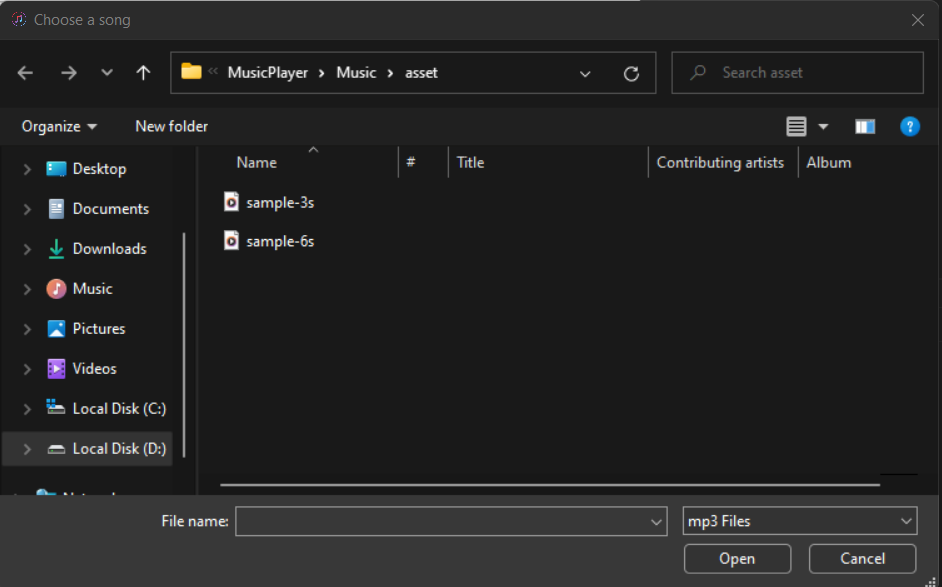 Choose a song
MusicPlayer > Music > asset
Search asset
Organize
New folder
Name # Title Contributing artists Album
Desktop
Documents
Downloads
Music
Pictures
Videos
Local Disk (C:)
Local Disk (D:)
sample-3s
sample-6s
File name:
mp3 Files
Open
Cancel